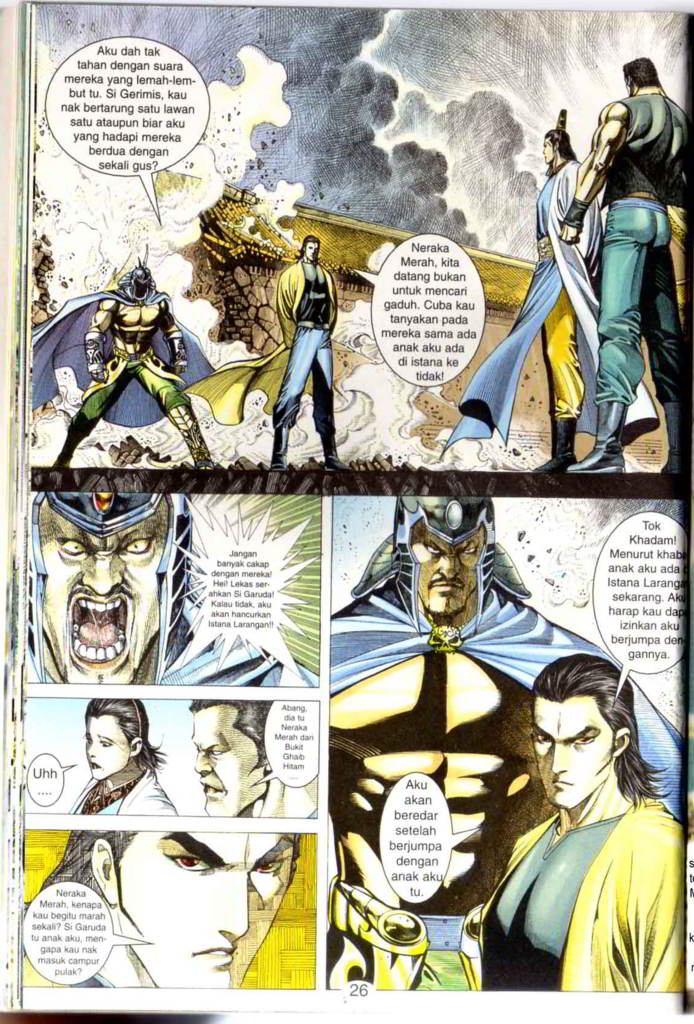 Aku dah tak
tahan dengan suara
mereka yang lemah-lem-
but tu. Si Gerimis, kau
nak bertarung satu lawan
satu ataupun biar aku
yang hadapi mereka
berdua dengan
sekali gus?
Neraka
Merah, kita
datang bukan
untuk mencari
gaduh. Cuba kau
tanyakan pada
mereka sama ada
anak aku ada
di istana ke
tidak!
Jangan
banyak cakap
dengan mereka!
Hei! Lekas ser-
ahkan Si Garuda!
Kalau tidak, aku
akan hancurkan
Istana Larangan!!
Uhh
....
Abang,
dia tu
Neraka
Merah dari
Bukit
Ghaib
Hitam
....
Neraka
Merah, kenapa
kau begitu marah
sekali? Si Garuda
tu anak aku, men-
gapa kau nak
masuk campur
pulak?
Tok
Khadam!
Menurut
anak aku ada
Istana
sekarang.
harap kau
izinkan aku
berjumpa den-
gannya.
Aku
akan
beredar
setelah
berjumpa
dengan
anak aku
tu.
26